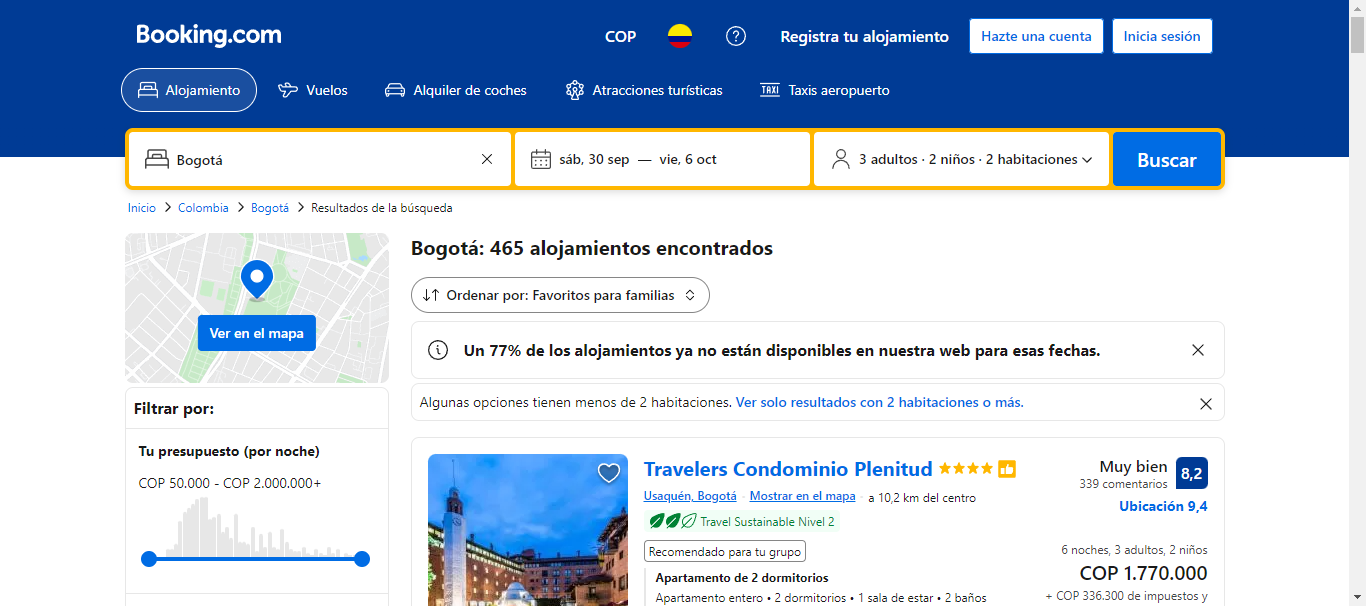 Booking.com
COP
Registra tu alojamiento
Hazte una cuenta
Inicia sesión
Alojamiento
Vuelos
Alquiler de coches
Atracciones turísticas
TAXI
Taxis aeropuerto
Bogotá
sáb, 30 sep — vie, 6 oct
3 adultos · 2 niños · 2 habitaciones
Buscar
Inicio > Colombia > Bogotá > Resultados de la búsqueda
Ver en el mapa
Filtrar por:
Tu presupuesto (por noche)
COP 50.000 - COP 2.000.000+
Bogotá: 465 alojamientos encontrados
Ordenar por: Favoritos para familias
Un 77% de los alojamientos ya no están disponibles en nuestra web para esas fechas.
Algunas opciones tienen menos de 2 habitaciones. Ver solo resultados con 2 habitaciones o más.
Travelers Condominio Plenitud
Usaquén, Bogotá · Mostrar en el mapa · a 10,2 km del centro
Travel Sustainable Nivel 2
Recomendado para tu grupo
Apartamento de 2 dormitorios
Apartamento entero • 2 dormitorios • 1 sala de estar • 2 baños
Muy bien
8,2
339 comentarios
Ubicación 9,4
6 noches, 3 adultos, 2 niños
COP 1.770.000
+ COP 336.300 de impuestos y